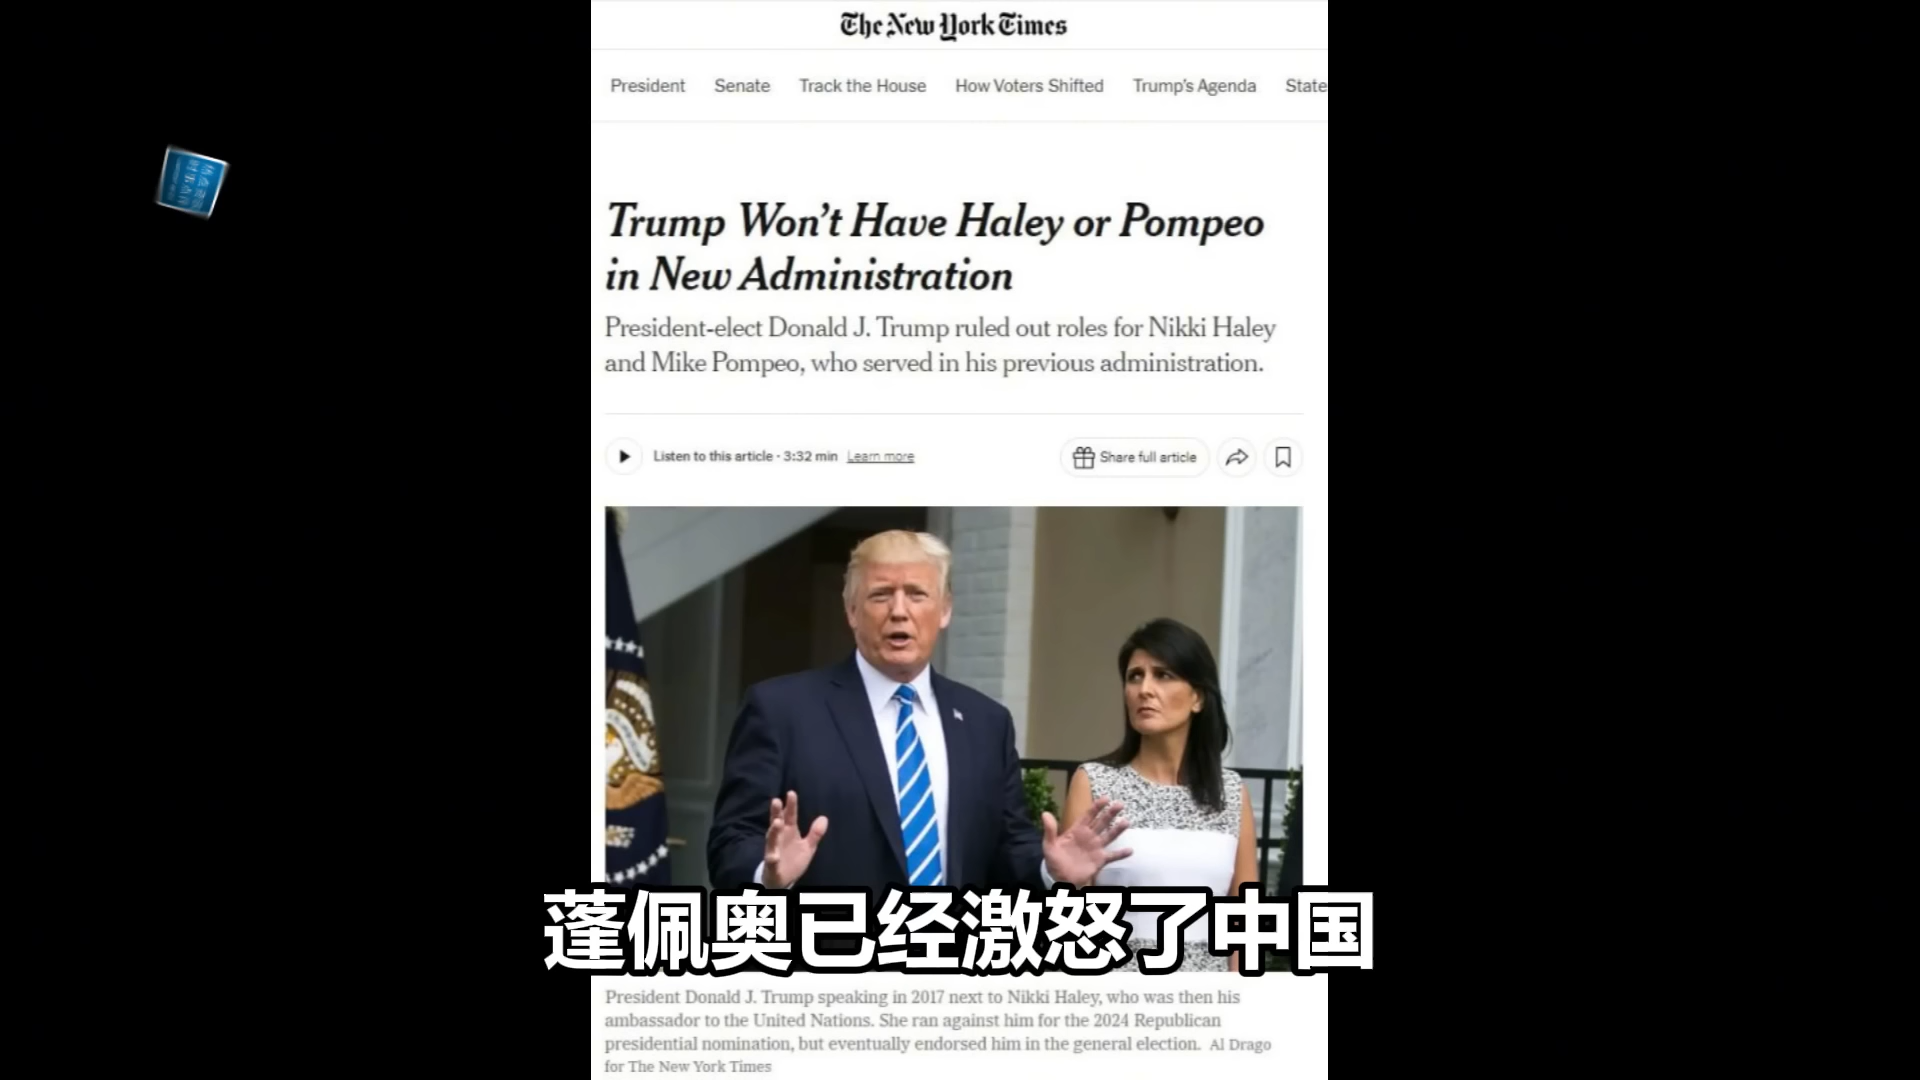 The New York Times
President Senate Track the House How Voters Shifted Trump's Agenda State
Trump Won't Have Haley or Pompeo
in New Administration
President-elect Donald J. Trump ruled out roles for Nikki Haley
and Mike Pompeo, who served in his previous administration.
Listen to this article · 3:32 min Learn more
Share full article
蓬佩奥已经激怒了中国
President Donald J. Trump speaking in 2017 next to Nikki Haley, who was then his
ambassador to the United Nations. She ran against him for the 2024 Republican
presidential nomination, but eventually endorsed him in the general election. Al Drago
for The New York Times